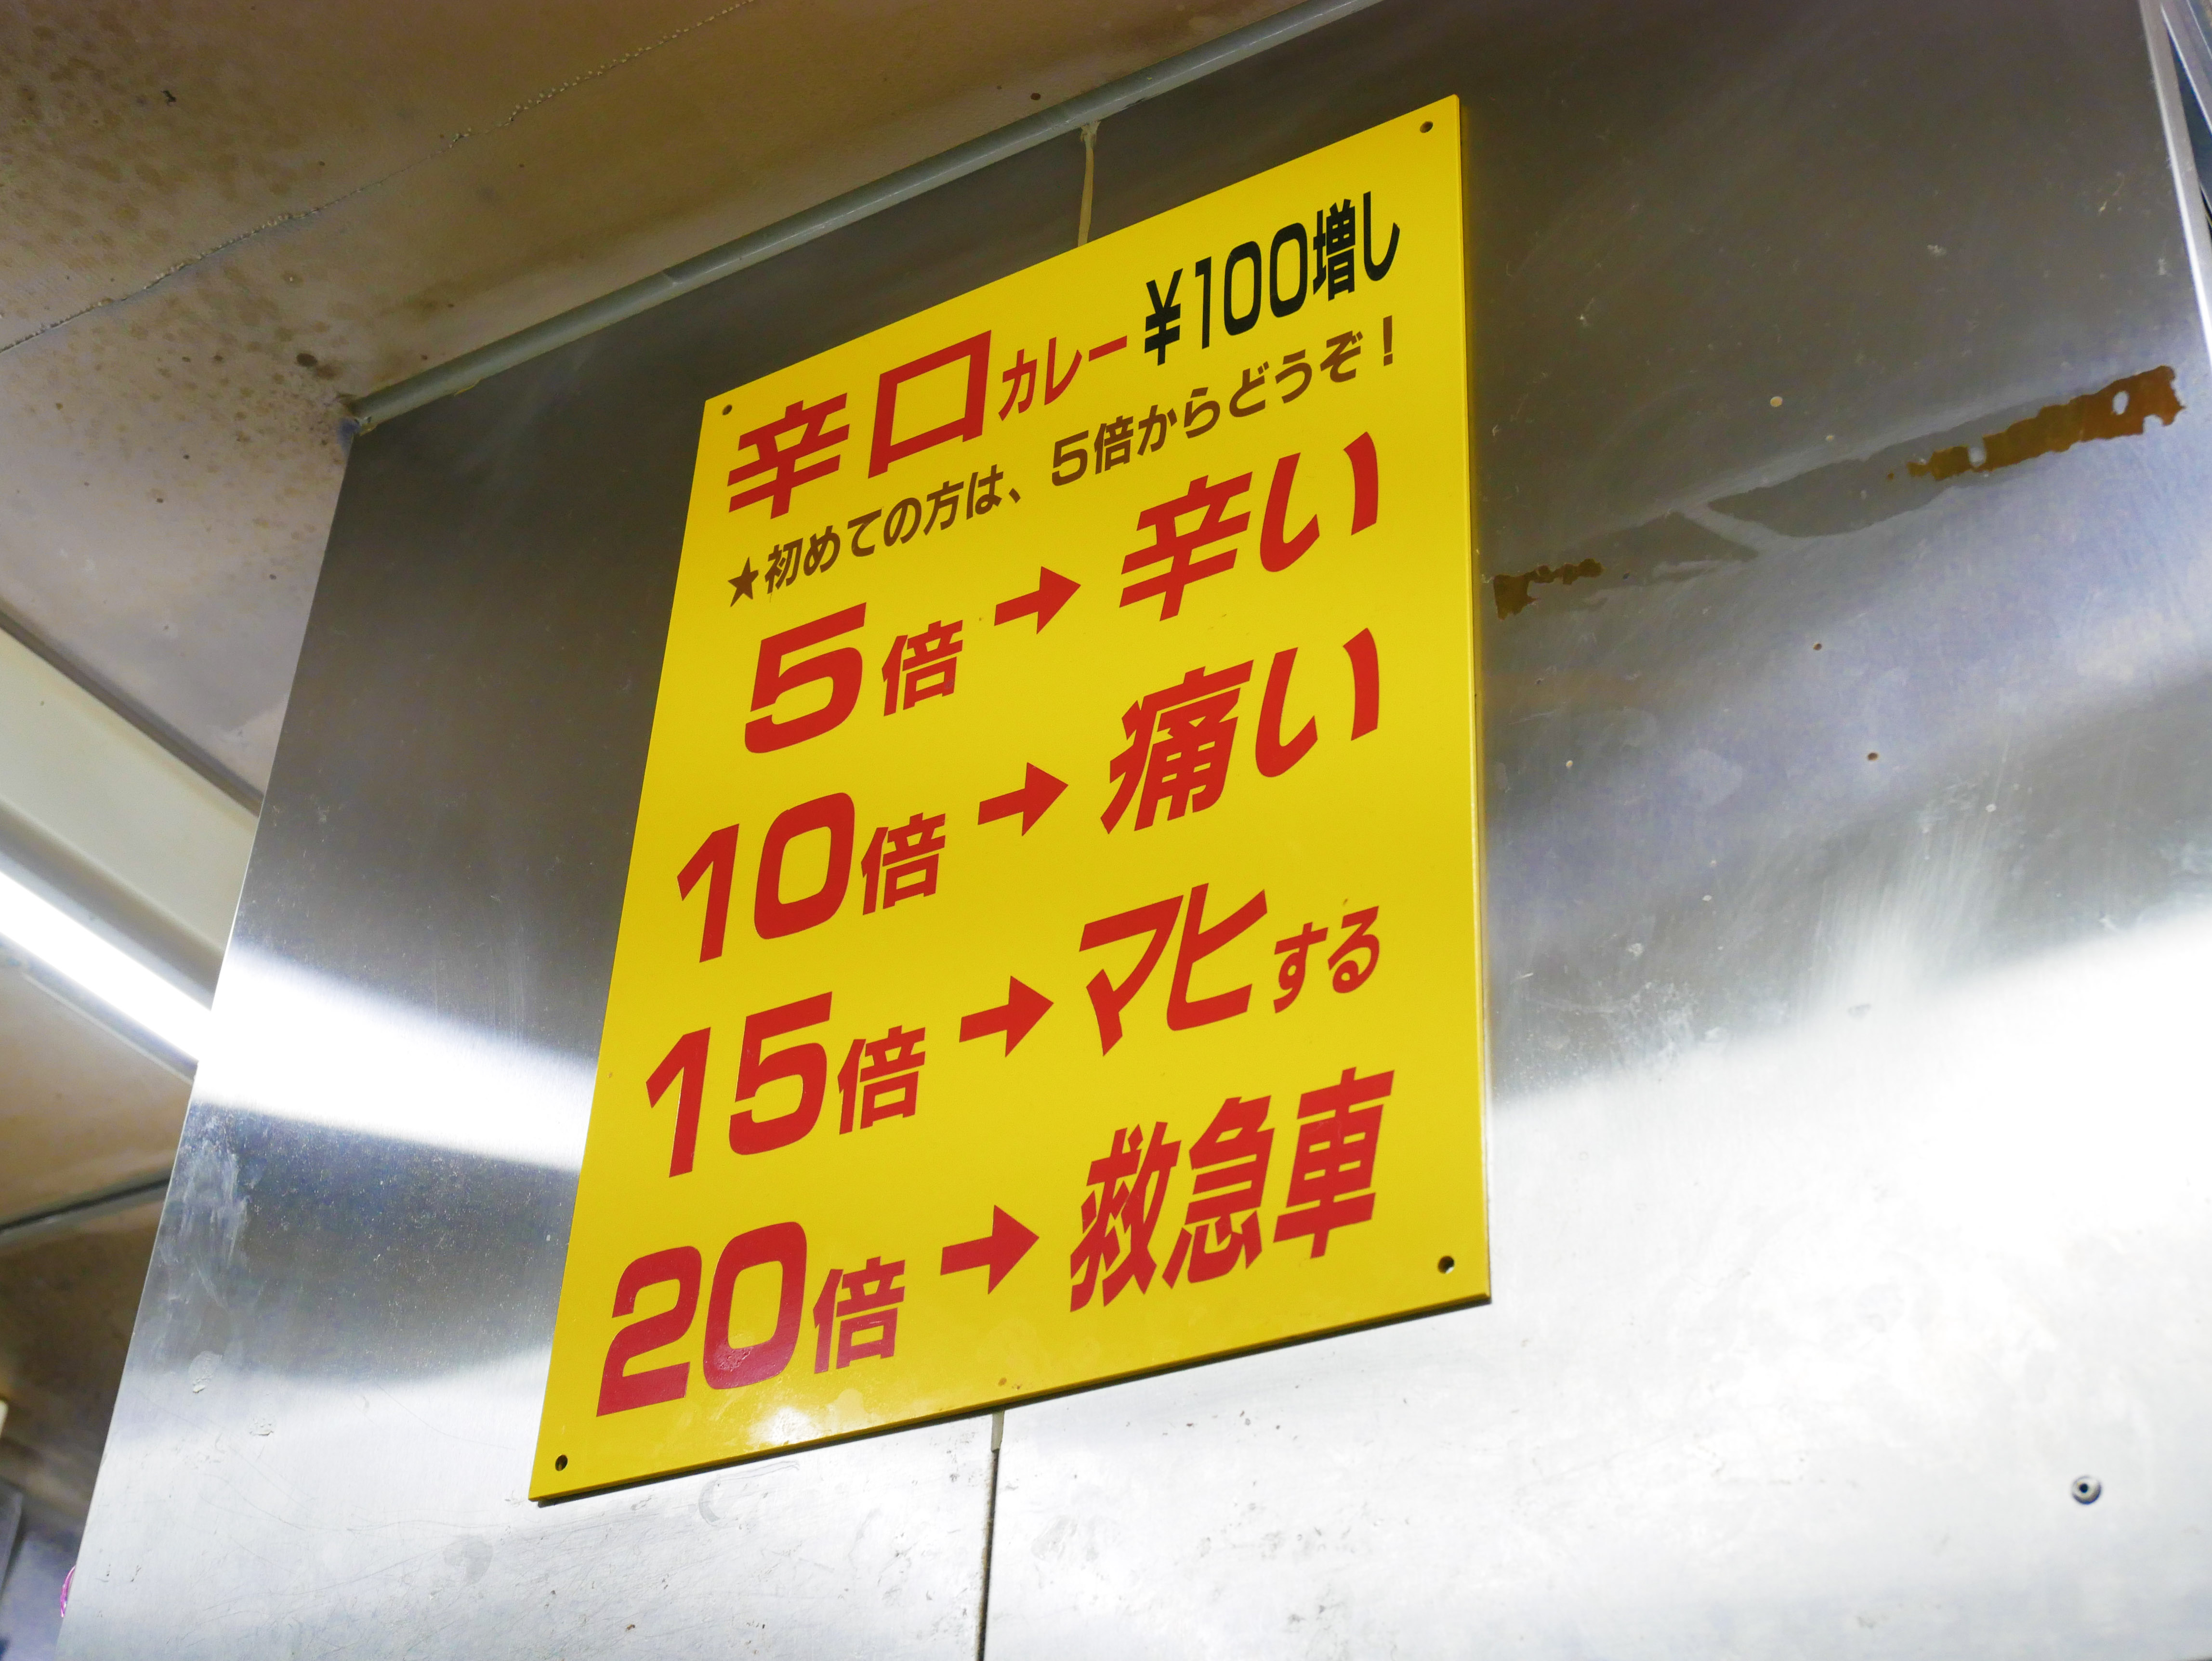 辛口カレー¥100増し
★初めての方は、5倍からどうぞ!
5倍→辛い
10倍→痛い
15倍→マヒする
20倍→救急車